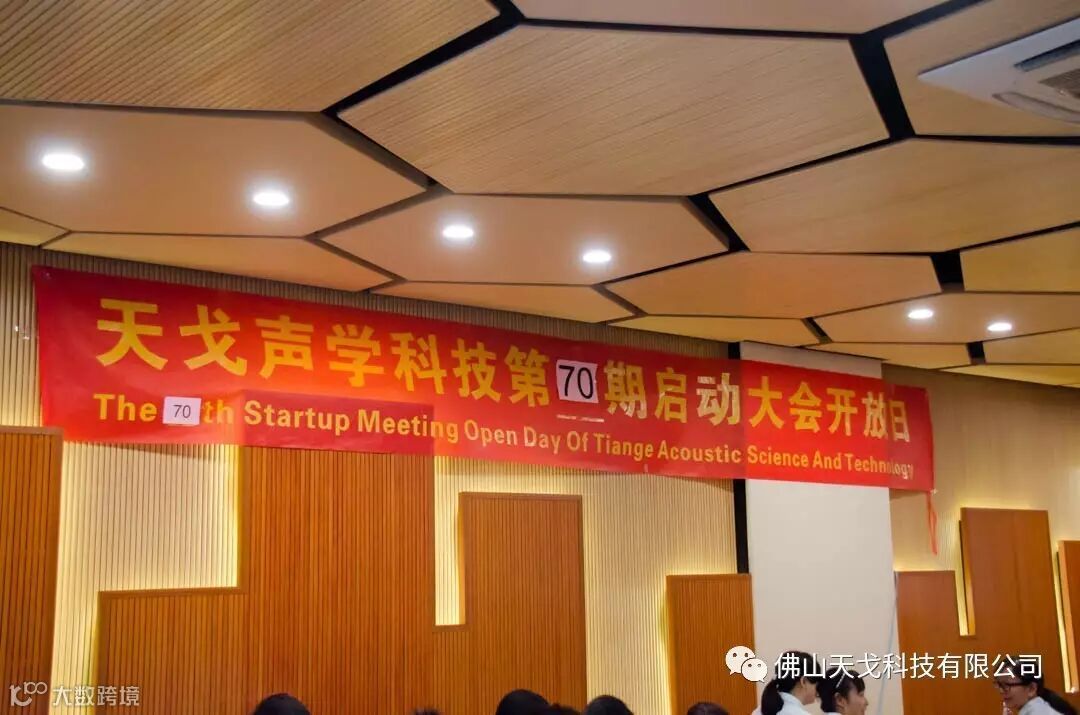 天戈声学科技第70期启动大会开放日
The 70th Startup Meeting Open Day Of Tiange Acoustic Science And Technology
佛山天戈科技有限公司
大数跨境